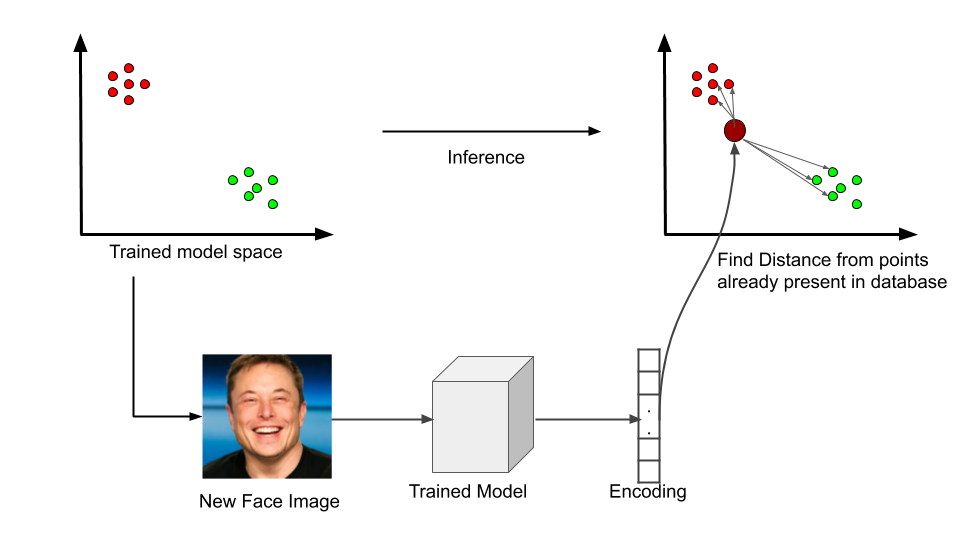 Inference
Trained model space
Find Distance from points
already present in database
New Face Image
Trained Model
Encoding